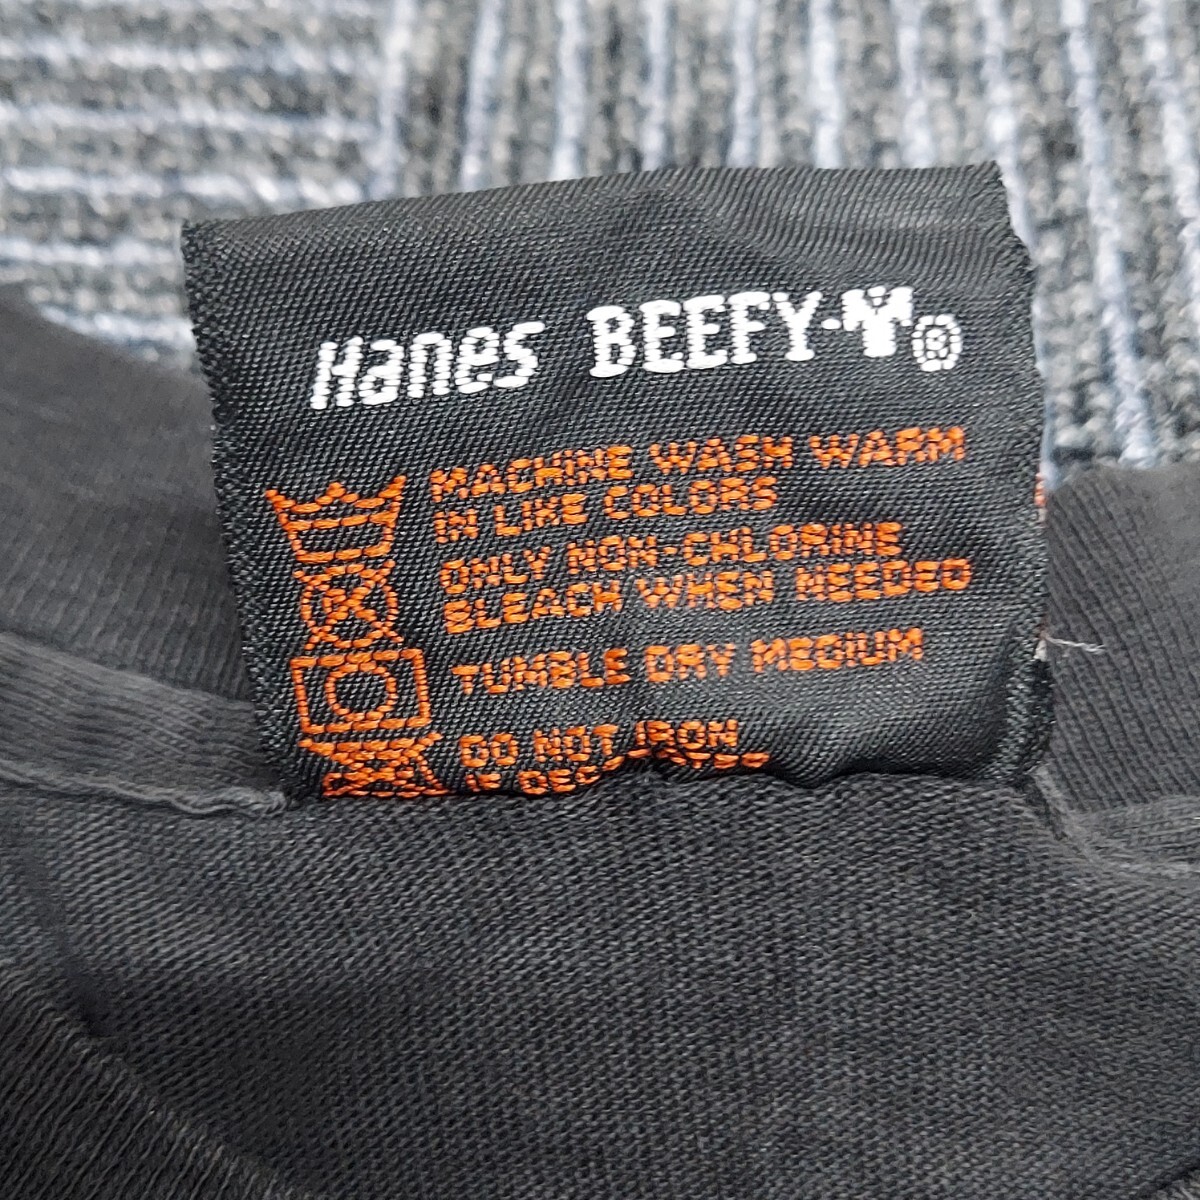 Hanes BEEFY-T®
MACHINE WASH WARM
IN LIKE COLORS
ONLY NON-CHLORINE
BLEACH WHEN NEEDED
TUMBLE DRY MEDIUM
DO NOT IRON
IF